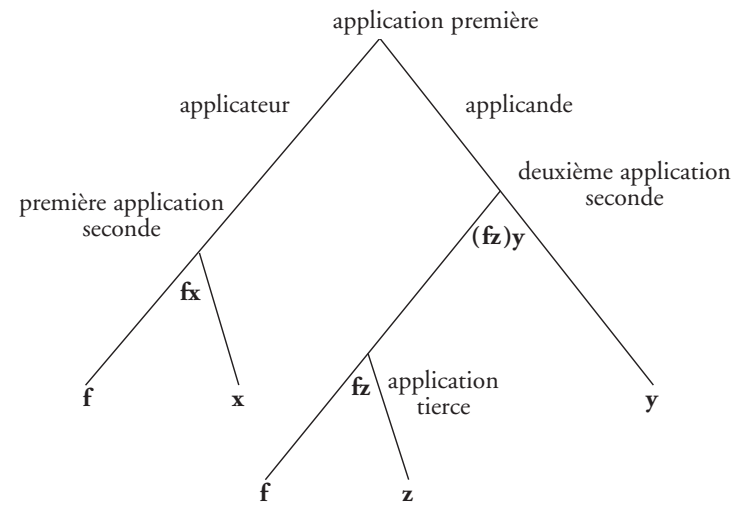 application première
applicateur
applicande
deuxième application
seconde
première application
seconde
(fz)y
fx
fz
application
tierce
f
x
y
f
z